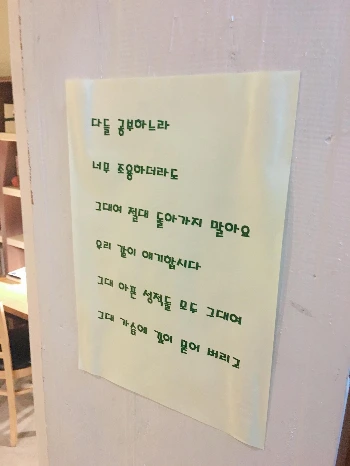 다들 공부하느라
너무 조용하더라도
그대여 절대 돌아가지 말아요
우리 같이 얘기합시다
그대 아픈 성적들 모두 그대여
그대 가슴에 깊이 묻어 버리고